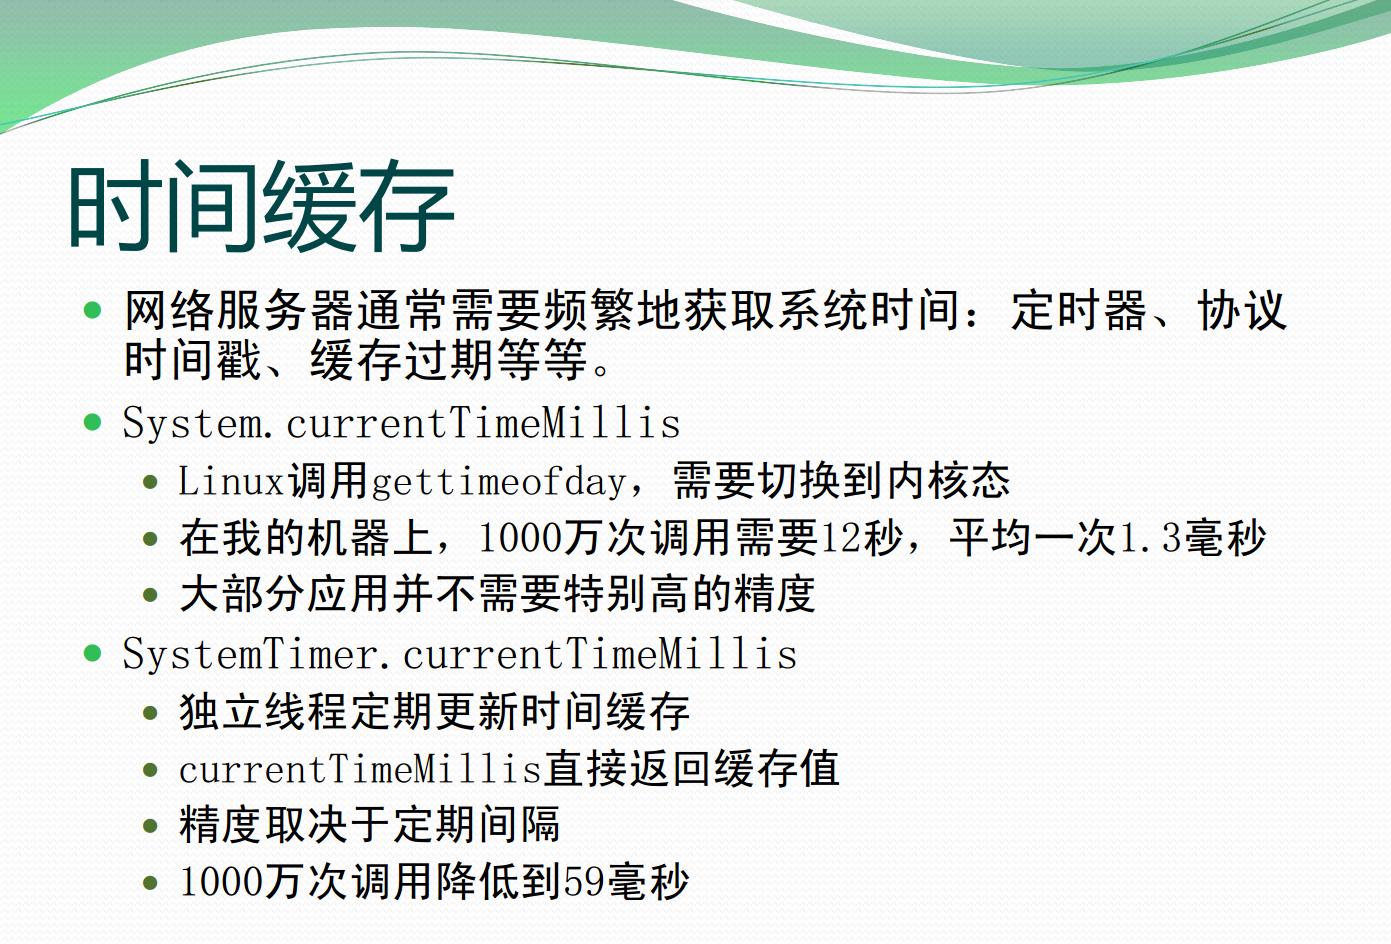 时间缓存
网络服务器通常需要频繁地获取系统时间：定时器、协议
时间戳、缓存过期等等。
System.currentTimeMillis
Linux调用gettimeofday，需要切换到内核态
在我的机器上，1000万次调用需要12秒，平均一次1.3毫秒
大部分应用并不需要特别高的精度
SystemTimer.currentTimeMillis
独立线程定期更新时间缓存
currentTimeMillis直接返回缓存值
精度取决于定期间隔
1000万次调用降低到59毫秒